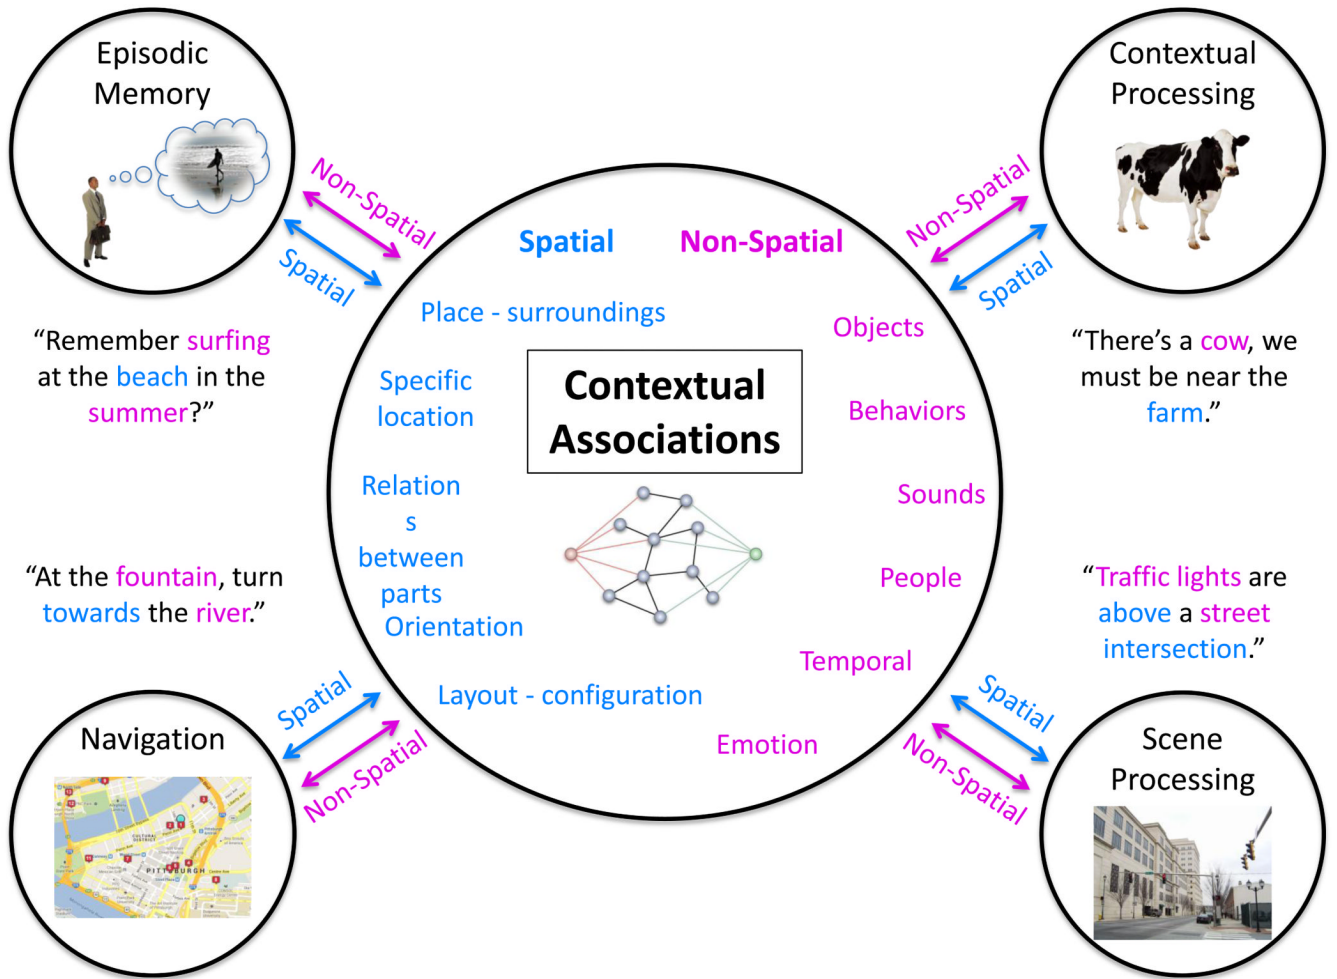 Episodic
Memory
Non-Spatial
Spatial
“Remember surfing
at the beach in the
summer?”
Contextual
Processing
Non-Spatial
Spatial
“There’s a cow, we
must be near the
farm.”
Spatial
Non-Spatial
Place - surroundings
Specific
location
Relation
s
between
parts
Orientation
Layout - configuration
Contextual
Associations
Objects
Behaviors
Sounds
People
Temporal
Emotion
“At the fountain, turn
towards the river.”
Spatial
Non-Spatial
Navigation
CULTURAL
DISTRICT
PITTSBURGH
“Traffic lights are
above a street
intersection.”
Spatial
Non-Spatial
Scene
Processing